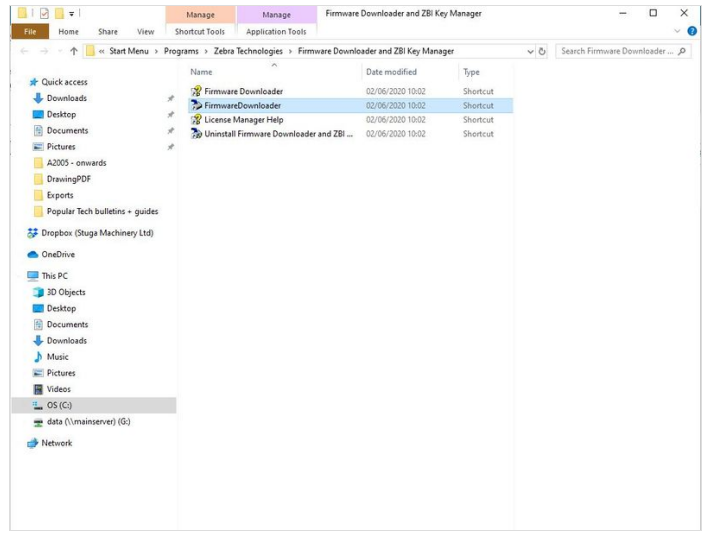 Manage
Manage
Firmware Downloader and ZBI Key Manager
File
Home
Share
View
Shortcut Tools
Application Tools
« Start Menu > Programs > Zebra Technologies > Firmware Downloader and ZBI Key Manager
Search Firmware Downloader ...
Name
Date modified
Type
Firmware Downloader 02/06/2020 10:02 Shortcut
FirmwareDownloader 02/06/2020 10:02 Shortcut
License Manager Help 02/06/2020 10:02 Shortcut
Uninstall Firmware Downloader and ZBI ... 02/06/2020 10:02 Shortcut
Quick access
Downloads
Desktop
Documents
Pictures
A2005 - onwards
DrawingPDF
Exports
Popular Tech bulletins + guides
Dropbox (Stuga Machinery Ltd)
OneDrive
This PC
3D Objects
Desktop
Documents
Downloads
Music
Pictures
Videos
OS (C:)
data (\\mainserver) (G:)
Network